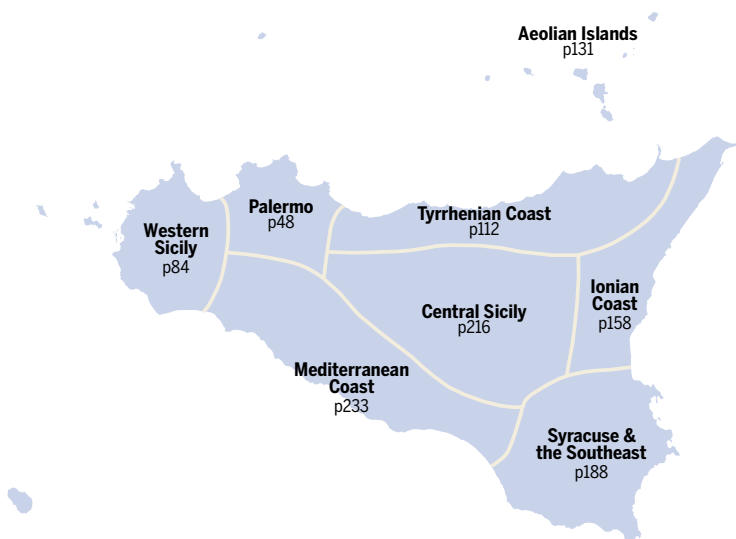 Aeolian Islands
p131
Palermo
p48
Tyrrhenian Coast
p112
Western
Sicily
p84
Ionian
Coast
p158
Central Sicily
p216
Mediterranean
Coast
p233
Syracuse &
the Southeast
p188